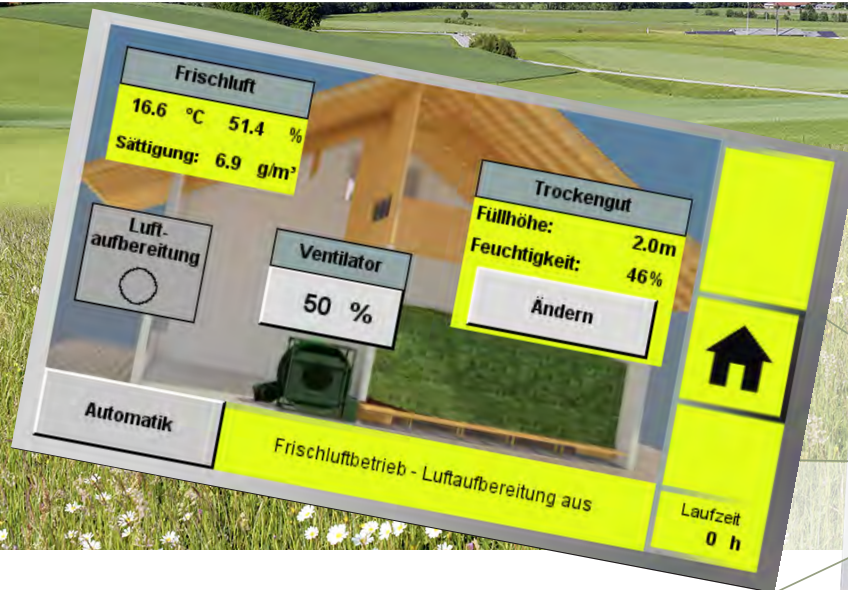 Frischluft
16.6 °C 51.4 %
Sättigung: 6.9 g/m³
Luft-
aufbereitung
Ventilator
50 %
Trockengut
Füllhöhe: 2.0m
Feuchtigkeit: 46%
Ändern
Automatik
Frischluftbetrieb - Luftaufbereitung aus
Laufzeit
0 h